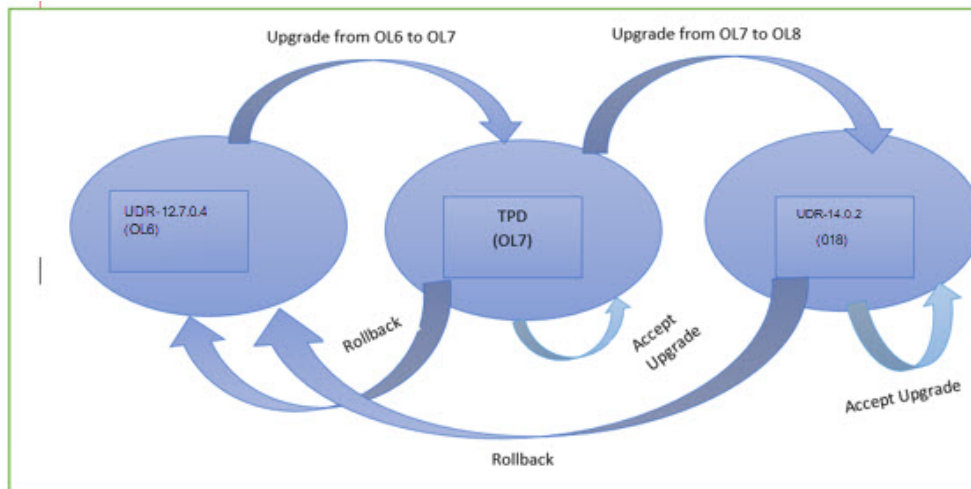 Upgrade from OL6 to OL7
Upgrade from OL7 to OL8
UDR-12.7.0.4
(OL6)
TPD
(OL7)
UDR-14.0.2
(018)
Rollback
Accept
Upgrade
Accept Upgrade
Rollback